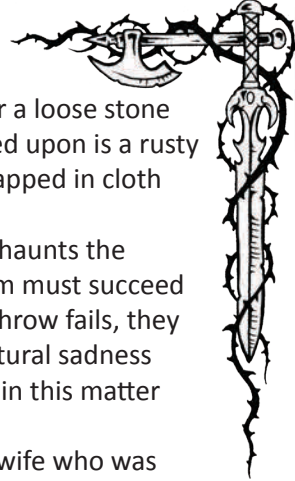 r a loose stone
ed upon is a rusty
apped in cloth
haunts the
m must succeed
throw fails, they
tural sadness
in this matter
wife who was